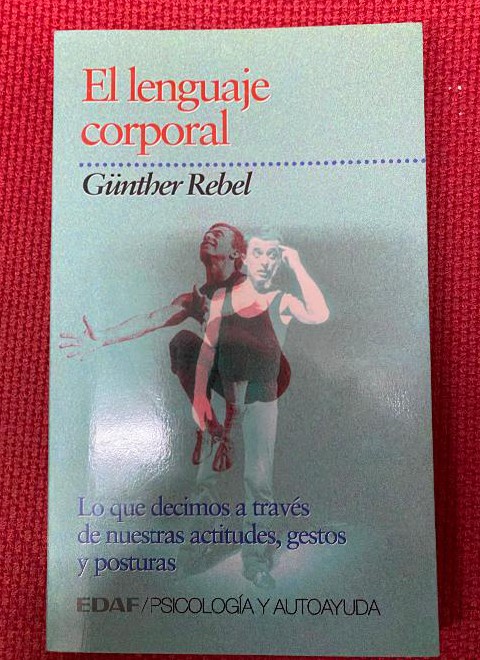 El lenguaje
corporal
Günther Rebel
Lo que decimos a través
de nuestras actitudes, gestos
y posturas
EDAF/PSICOLOGÍA Y AUTOAYUDA